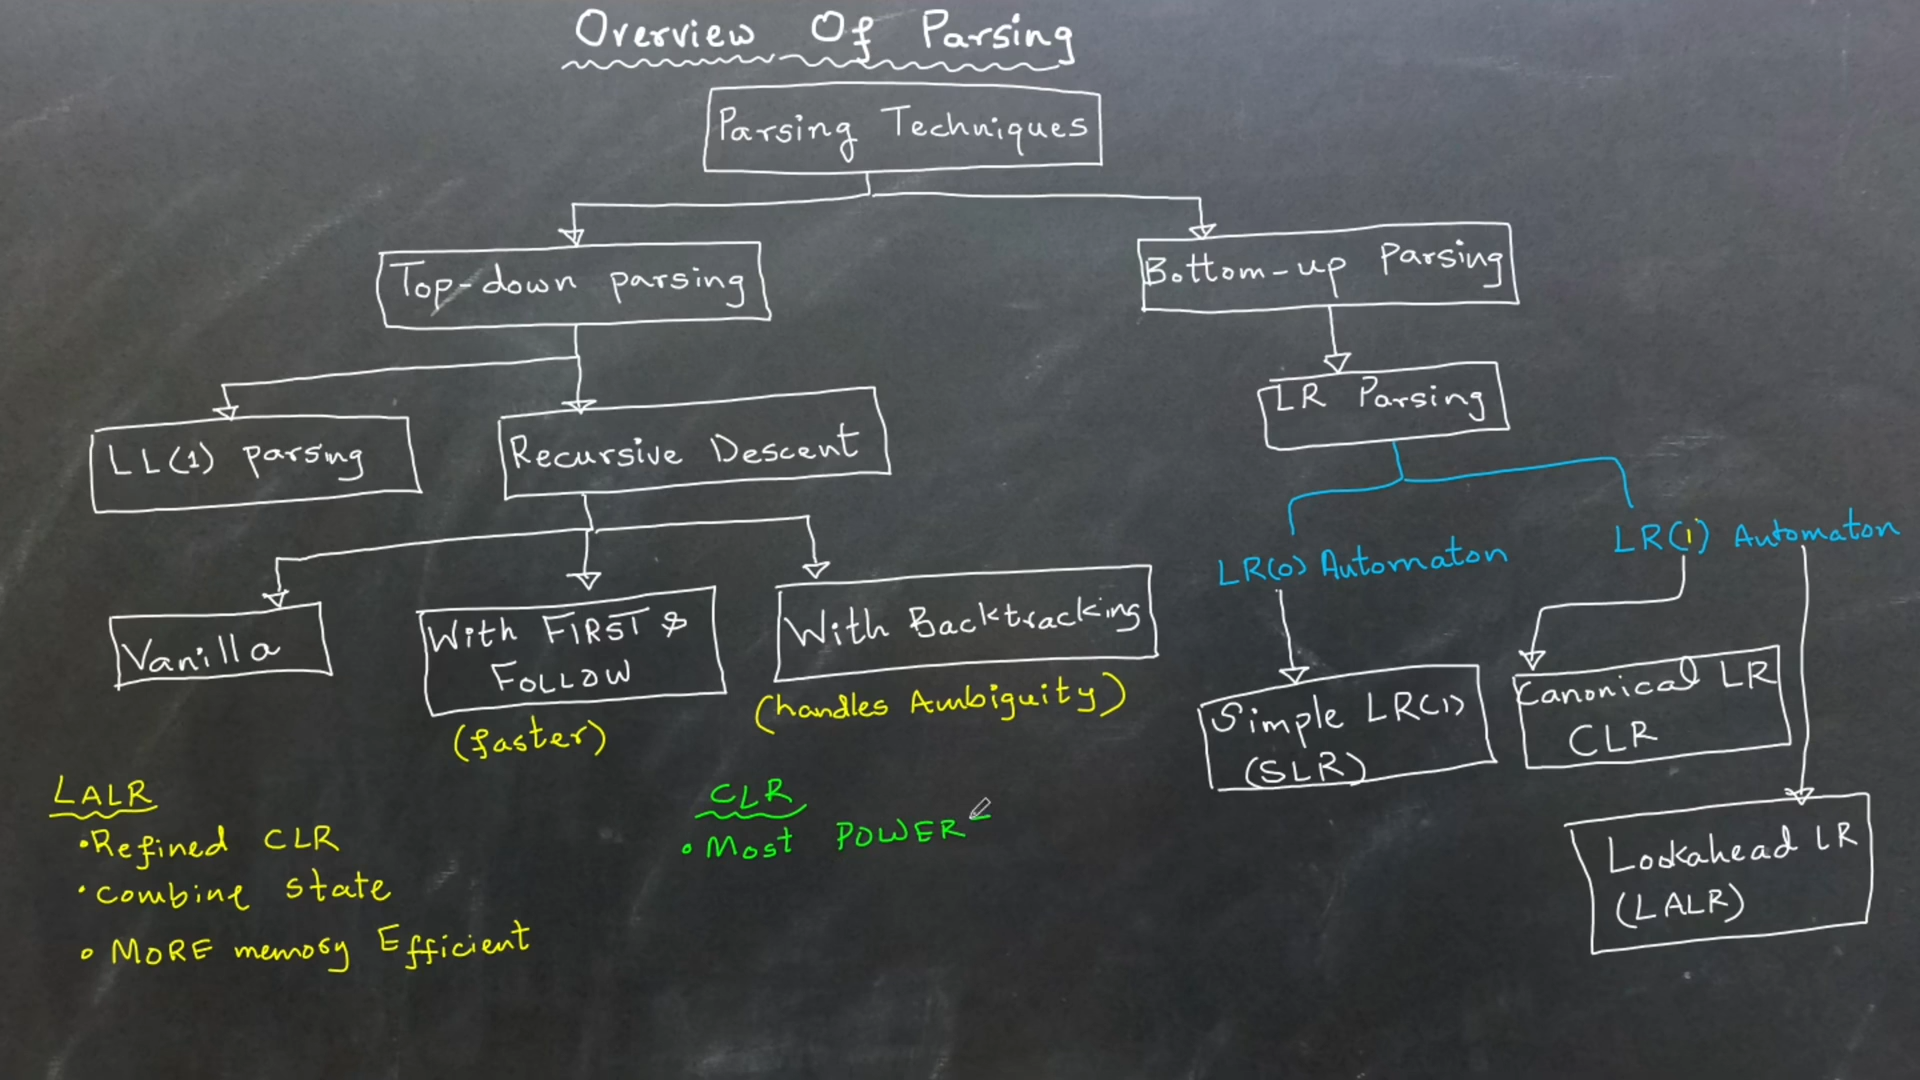 Overview Of Parsing
Parsing Techniques
Top-down parsing
Bottom-up Parsing
LL(1) parsing
Recursive Descent
LR Parsing
LR(0) Automaton
LR(1) Automaton
Vanilla
With FIRST &
FOLLOW
(faster)
With Backtracking
(handles Ambiguity)
Simple LR(1)
(SLR)
Canonical LR
CLR
Lookahead LR
(LALR)
LALR
• Refined CLR
• Combine state
• MORE memory Efficient
CLR
• Most POWER